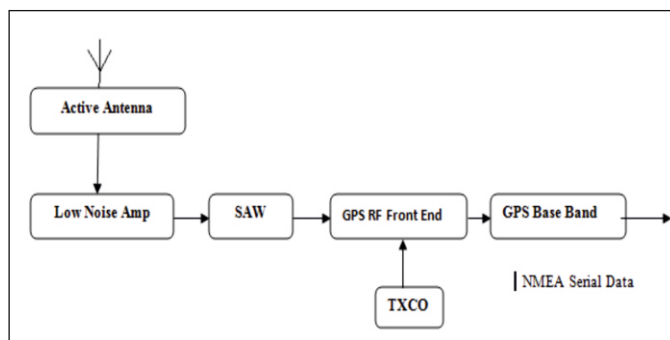 Active Antenna
Low Noise Amp
SAW
GPS RF Front End
GPS Base Band
NMEA Serial Data
TXCO